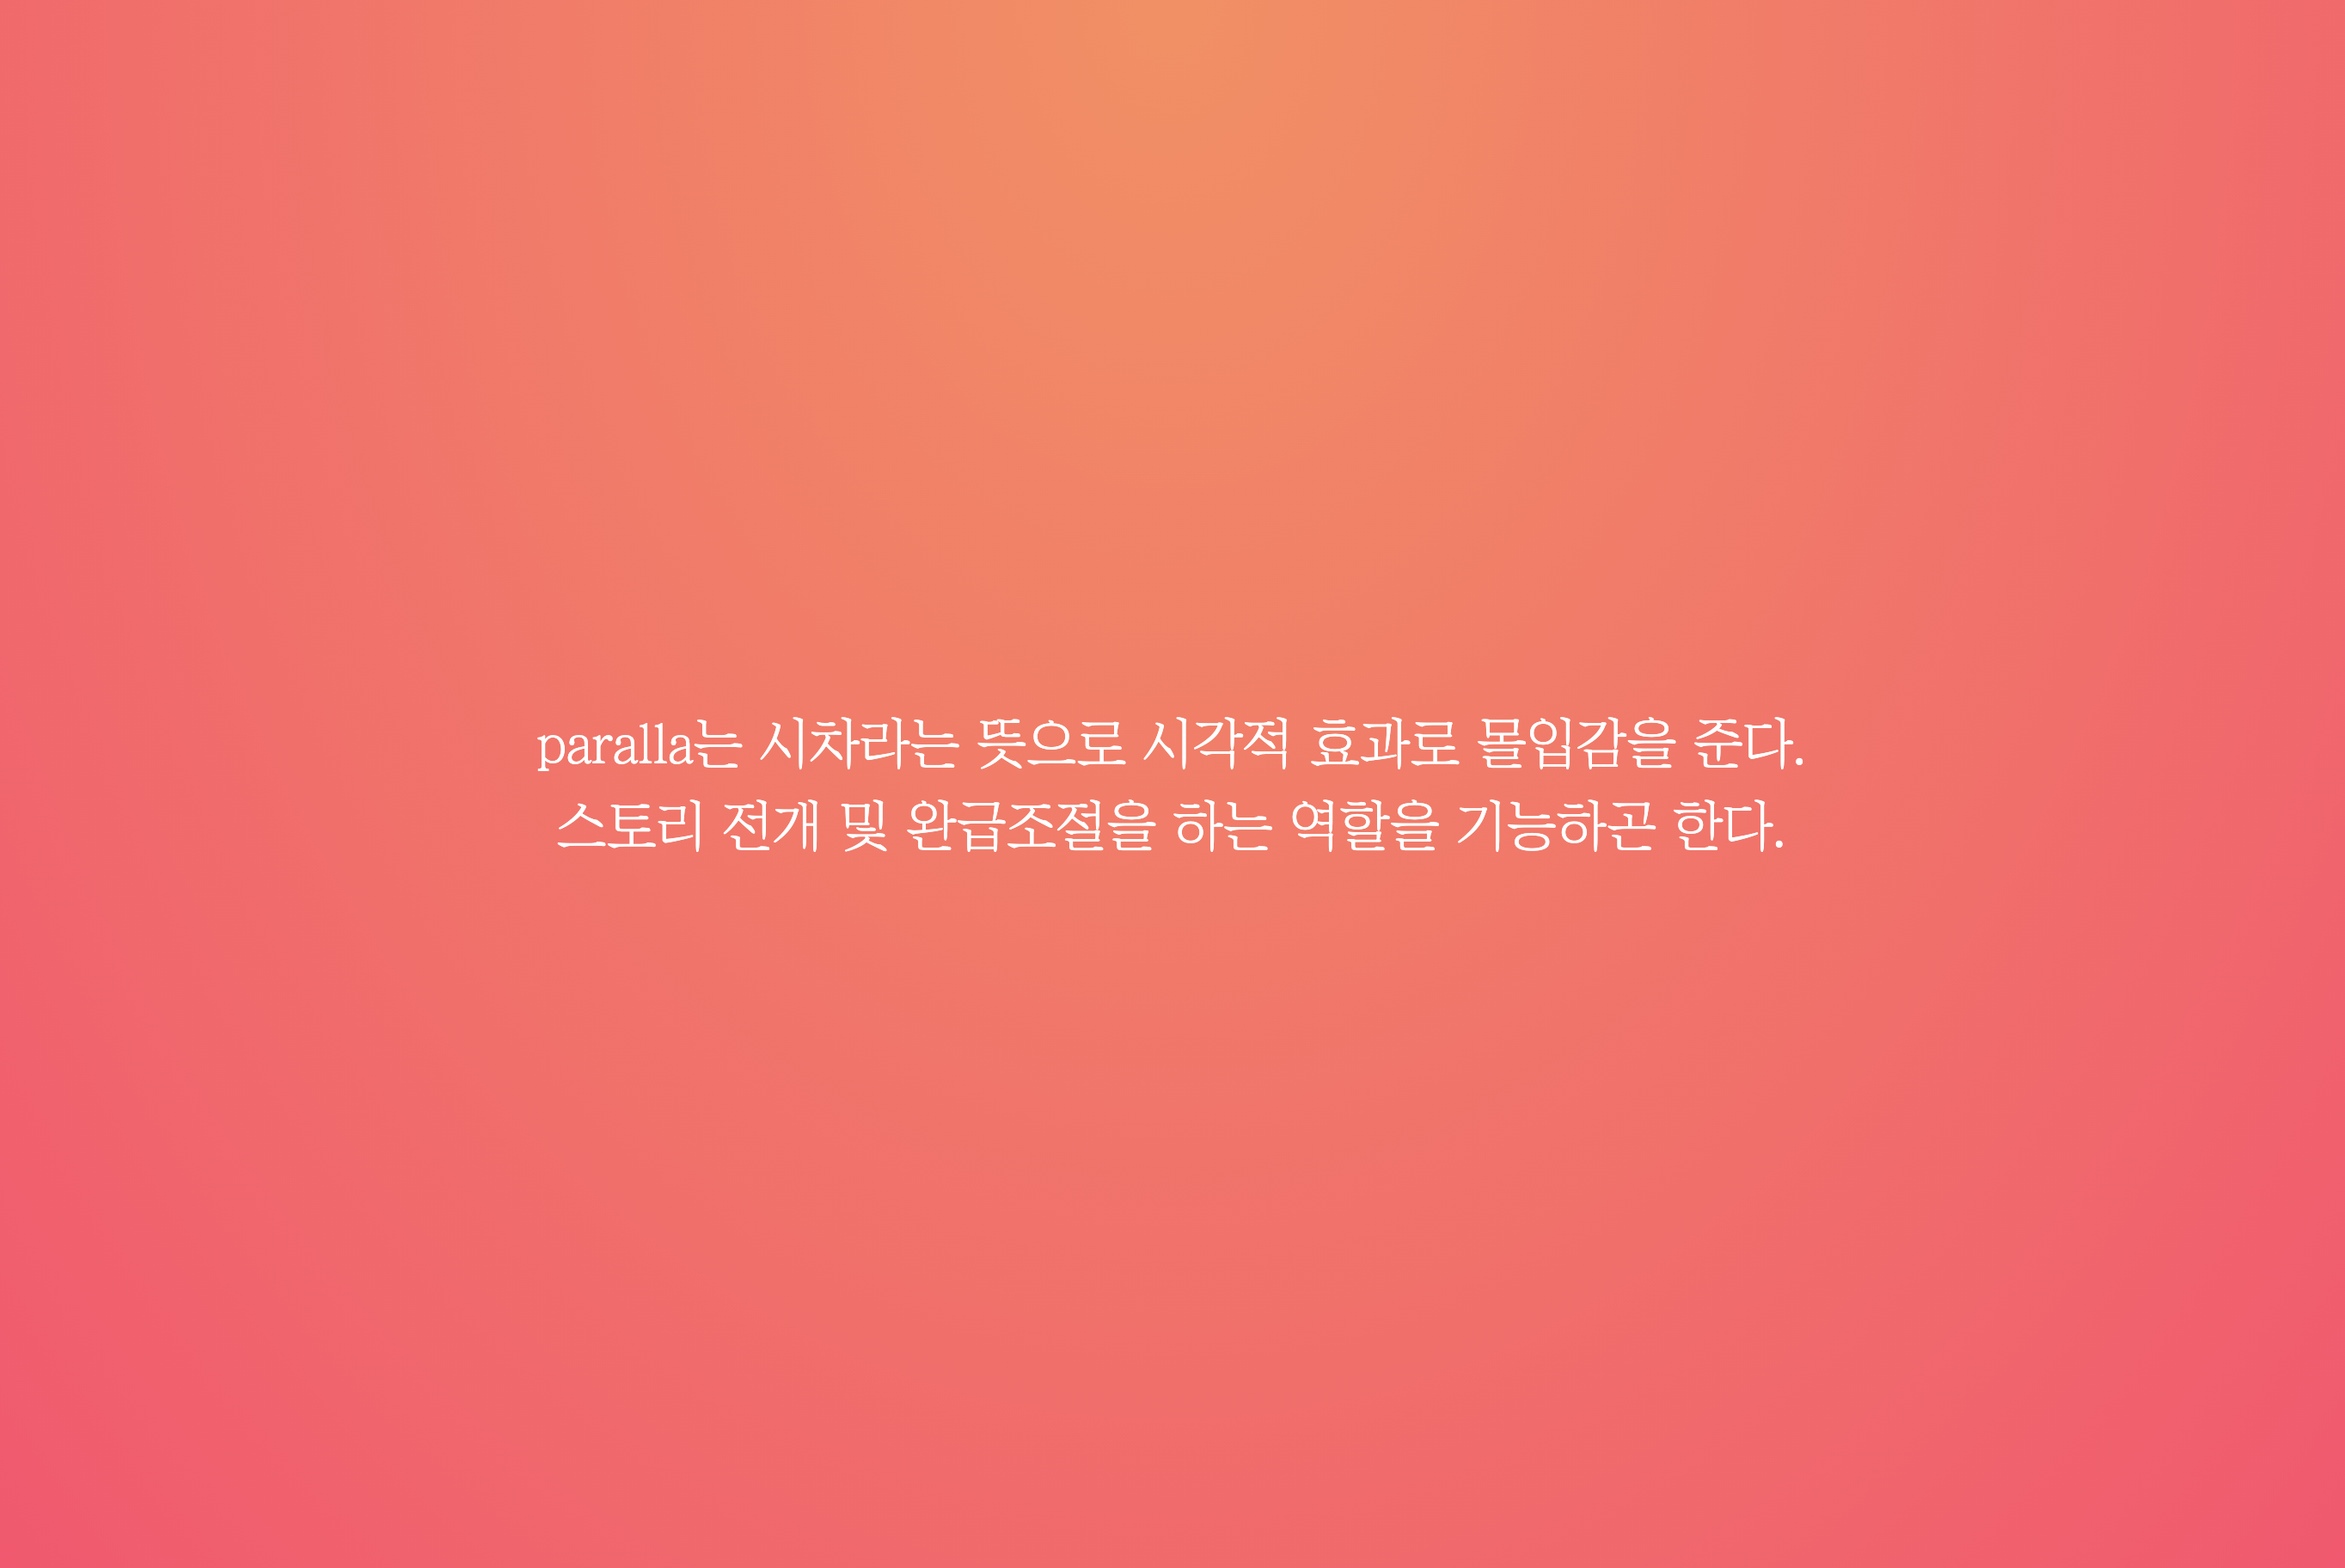 paralla는 시차라는 뜻으로 시각적 효과로 몰입감을 준다.
스토리 전개 및 완급조절을 하는 역할을 기능하곤 한다.